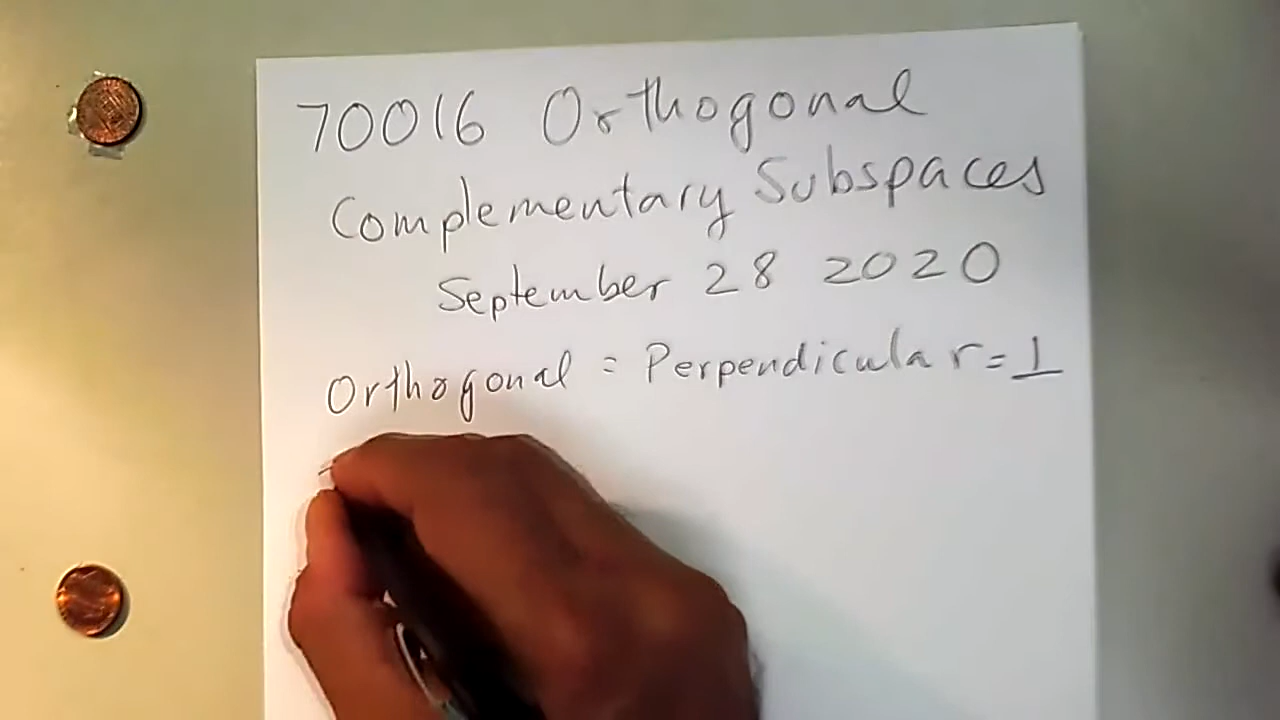 70016 Orthogonal
Complementary Subspaces
September 28 2020
Orthogonal = Perpendicular = ⊥